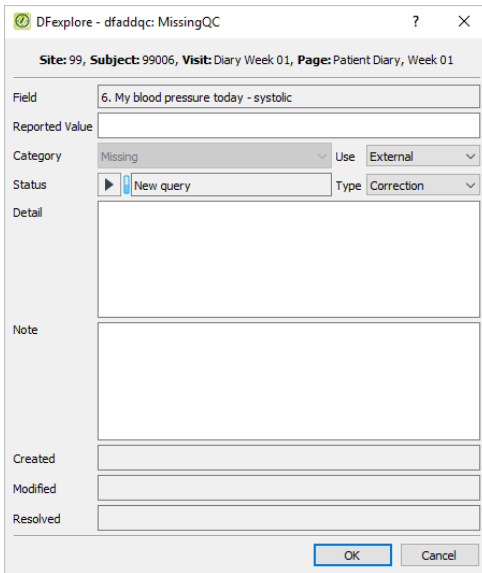 DFexplore - dfaddqc: MissingQC ? ×
Site: 99, Subject: 99006, Visit: Diary Week 01, Page: Patient Diary, Week 01
Field 6. My blood pressure today - systolic
Reported Value
Category Missing Use External
Status New query Type Correction
Detail
Note
Created
Modified
Resolved
OK Cancel